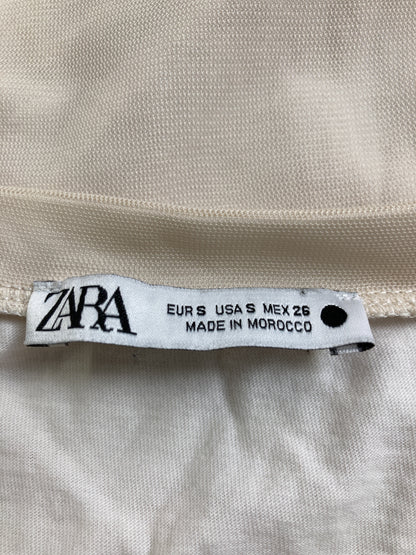 ZARA
EUR S USA S MEX 26
MADE IN MOROCCO